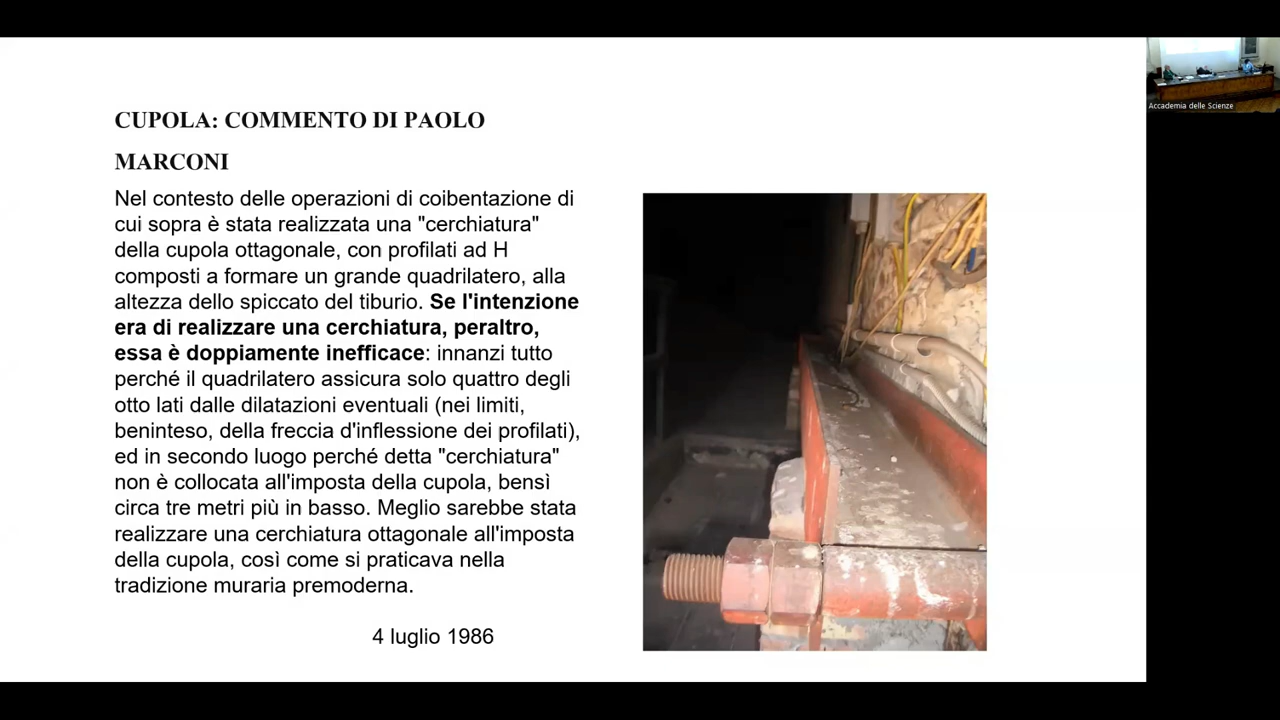 CUPOLA: COMMENTO DI PAOLO
MARCONI
Nel contesto delle operazioni di coibentazione di
cui sopra è stata realizzata una "cerchiatura"
della cupola ottagonale, con profilati ad H
composti a formare un grande quadrilatero, alla
altezza dello spiccato del tiburio. Se l'intenzione
era di realizzare una cerchiatura, peraltro,
essa è doppiamente inefficace: innanzi tutto
perché il quadrilatero assicura solo quattro degli
otto lati dalle dilatazioni eventuali (nei limiti,
beninteso, della freccia d'inflessione dei profilati),
ed in secondo luogo perché detta "cerchiatura"
non è collocata all'imposta della cupola, bensì
circa tre metri più in basso. Meglio sarebbe stata
realizzare una cerchiatura ottagonale all'imposta
della cupola, così come si praticava nella
tradizione muraria premoderna.
4 luglio 1986
Accademia delle Scienze